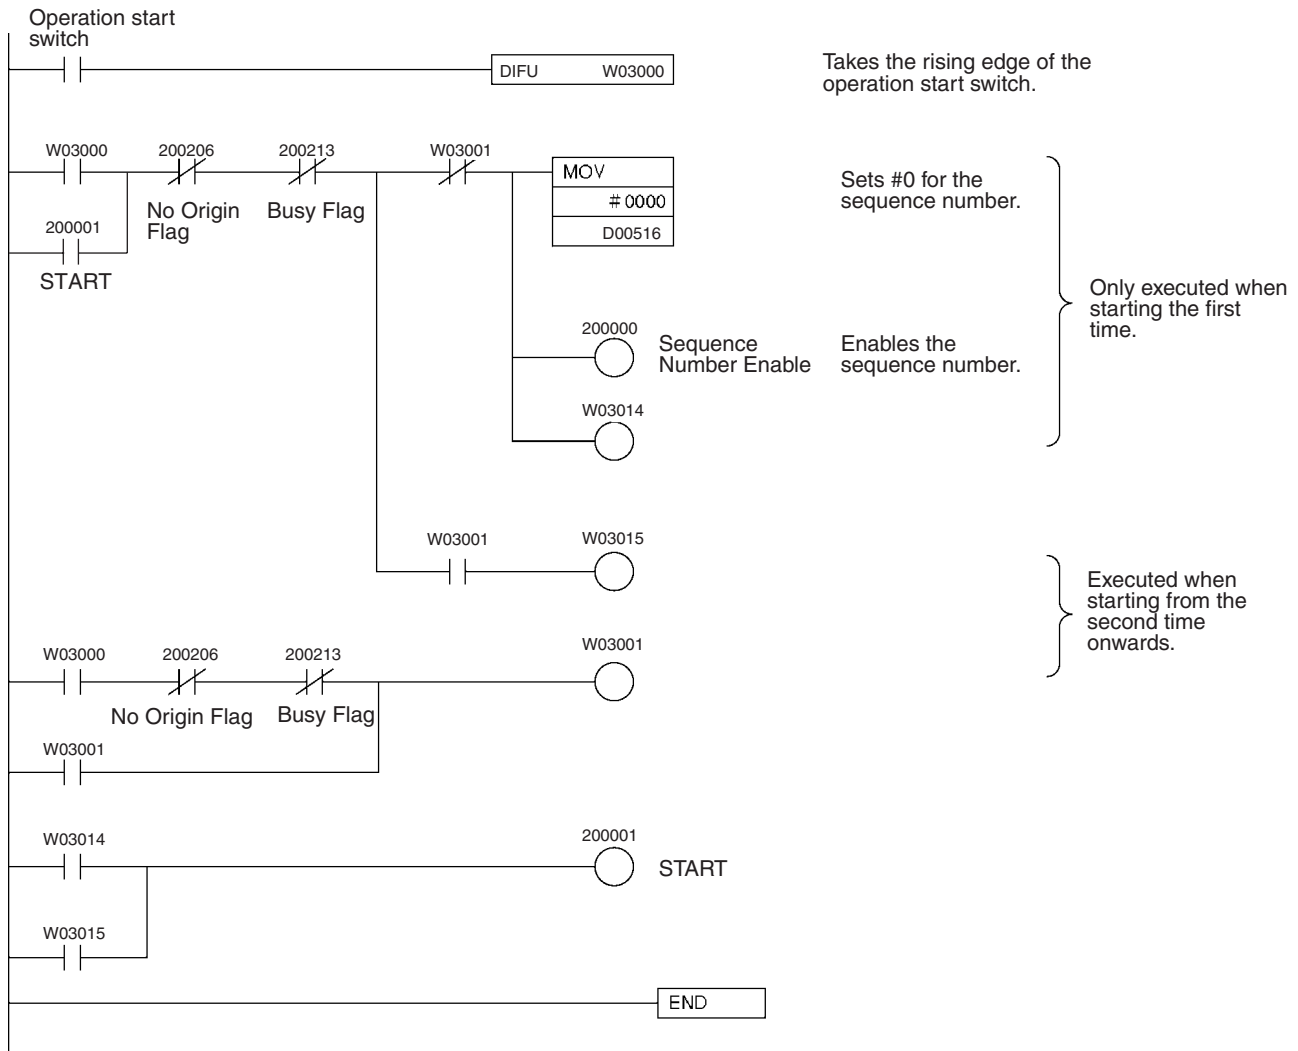 Operation start
switch
DIFU W03000
Takes the rising edge of the
operation start switch.
W03000 200206 200213 W03001
MOV
# 0000
D00516
No Origin
Flag
Busy Flag
Sets #0 for the
sequence number.
200001
START
Only executed when
starting the first
time.
200000
Sequence
Number Enable
Enables the
sequence number.
W03014
W03001 W03015
Executed when
starting from the
second time
onwards.
W03000 200206 200213 W03001
No Origin Flag Busy Flag
W03001
W03014 200001
START
W03015
END